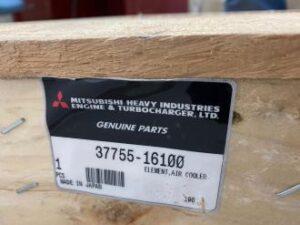 MITSUBISHI HEAVY INDUSTRIES
ENGINE & TURBOCHARGER, LTD.
GENUINE PARTS
37755-16100
1
PCS
ELEMENT, AIR COOLER
MADE IN JAPAN